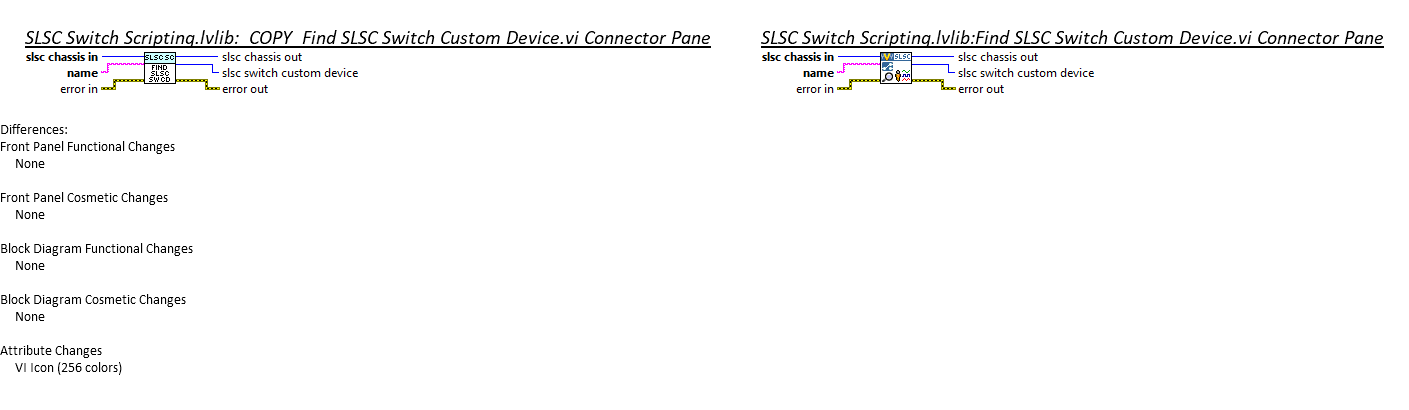 SLSC Switch Scripting.lvlib:_COPY_Find SLSC Switch Custom Device.vi Connector Pane
SLSC Switch Scripting.lvlib:Find SLSC Switch Custom Device.vi Connector Pane
slsc chassis in
SLSC SC
slsc chassis out
name
FIND
SLSC
SW CD
slsc switch custom device
error in
error out
slsc chassis in
SLSC
slsc chassis out
name
slsc switch custom device
error in
error out
Differences:
Front Panel Functional Changes
None
Front Panel Cosmetic Changes
None
Block Diagram Functional Changes
None
Block Diagram Cosmetic Changes
None
Attribute Changes
VI Icon (256 colors)